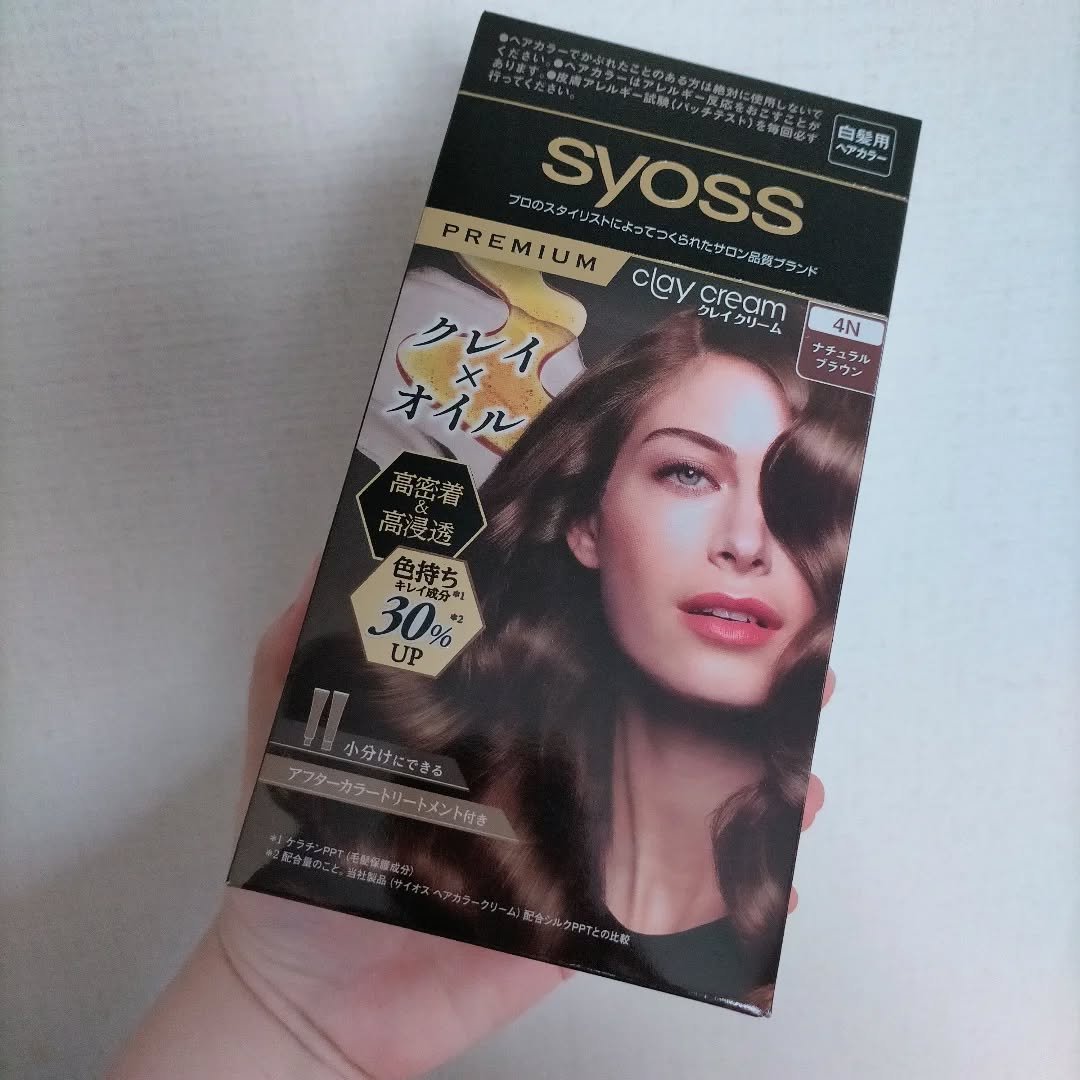 ●ヘアカラーでかぶれたことのある方は絶対に使用しないで
ください。●ヘアカラーはアレルギー反応をおこすことが
あります。●皮膚アレルギー試験(パッチテスト)を毎回必ず
行ってください。
白髪用
ヘアカラー
syoss
プロのスタイリストによってつくられたサロン品質ブランド
PREMIUM
clay cream
クレイ クリーム
4N
ナチュラル
ブラウン
クレイ
×
オイル
高密着
&
高浸透
色持ち
キレイ成分*1
30%*2
UP
小分けにできる
アフターカラートリートメント付き
*1 ケラチンPPT(毛髪保護成分)
*2 配合量のこと。当社製品(サイオス ヘアカラークリーム)配合シルクPPTとの比較